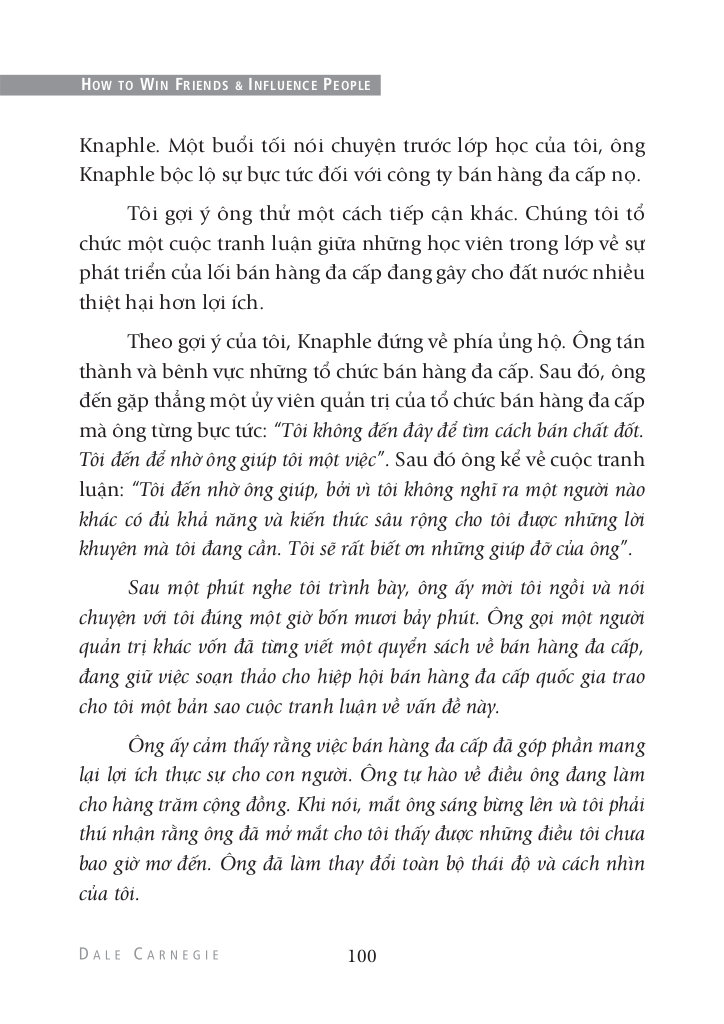 HOW TO WIN FRIENDS & INFLUENCE PEOPLE
Knaphle. Một buổi tối nói chuyện trước lớp học của tôi, ông
Knaphle bộc lộ sự bực tức đối với công ty bán hàng đa cấp nọ.
Tôi gợi ý ông thử một cách tiếp cận khác. Chúng tôi tổ
chức một cuộc tranh luận giữa những học viên trong lớp về sự
phát triển của lối bán hàng đa cấp đang gây cho đất nước nhiều
thiệt hại hơn lợi ích.
Theo gợi ý của tôi, Knaphle đứng về phía ủng hộ. Ông tán
thành và bênh vực những tổ chức bán hàng đa cấp. Sau đó, ông
đến gặp thẳng một ủy viên quản trị của tổ chức bán hàng đa cấp
mà ông từng bực tức: “Tôi không đến đây để tìm cách bán chất đốt.
Tôi đến để nhờ ông giúp tôi một việc”. Sau đó ông kể về cuộc tranh
luận: “Tôi đến nhờ ông giúp, bởi vì tôi không nghĩ ra một người nào
khác có đủ khả năng và kiến thức sâu rộng cho tôi được những lời
khuyên mà tôi đang cần. Tôi sẽ rất biết ơn những giúp đỡ của ông”.
Sau một phút nghe tôi trình bày, ông ấy mời tôi ngồi và nói
chuyện với tôi đúng một giờ bốn mươi bảy phút. Ông gọi một người
quản trị khác vốn đã từng viết một quyển sách về bán hàng đa cấp,
đang giữ việc soạn thảo cho hiệp hội bán hàng đa cấp quốc gia trao
cho tôi một bản sao cuộc tranh luận về vấn đề này.
Ông ấy cảm thấy rằng việc bán hàng đa cấp đã góp phần mang
lại lợi ích thực sự cho con người. Ông tự hào về điều ông đang làm
cho hàng trăm cộng đồng. Khi nói, mắt ông sáng bừng lên và tôi phải
thú nhận rằng ông đã mở mắt cho tôi thấy được những điều tôi chưa
bao giờ mơ đến. Ông đã làm thay đổi toàn bộ thái độ và cách nhìn
của tôi.
DALE CARNEGIE
100